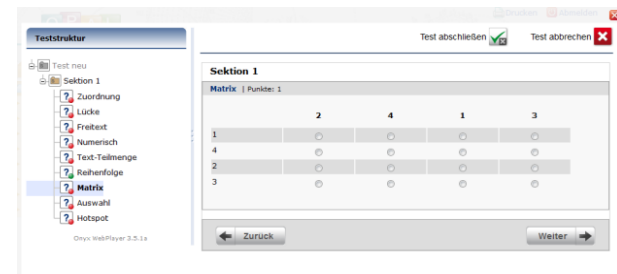 Drucken Abmelden
Teststruktur
Test abschließen Test abbrechen
Test neu
Sektion 1
Zuordnung
Lücke
Freitext
Numerisch
Text-Teilmenge
Reihenfolge
Matrix
Auswahl
Hotspot
Onyx WebPlayer 3.5.1a
Sektion 1
Matrix | Punkte: 1
2 4 1 3
1
4
2
3
Zurück Weiter